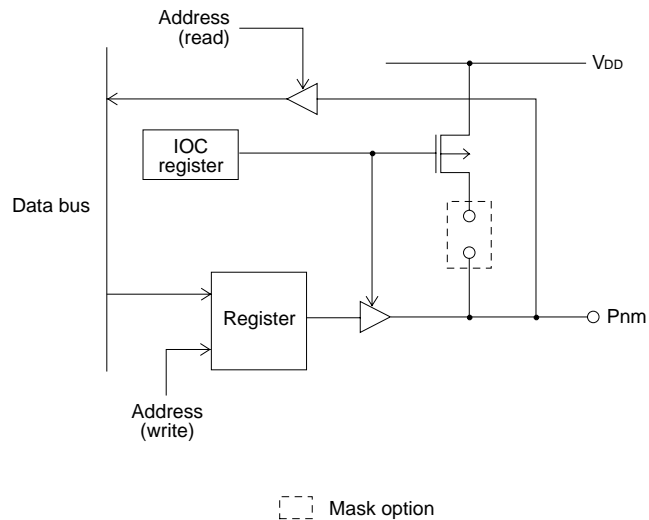 Address
(read)
VDD
IOC
register
Data bus
Register
Pnm
Address
(write)
Mask option